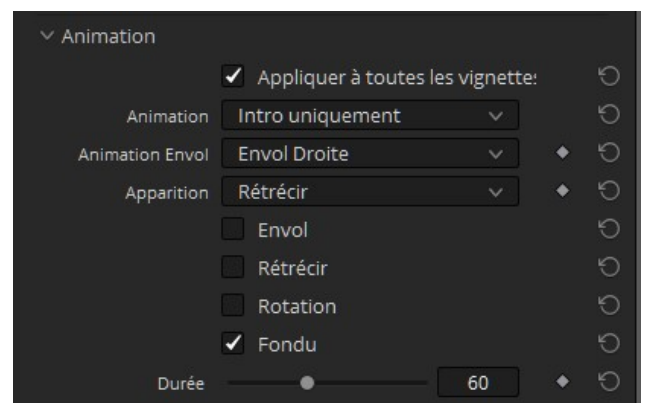 Animation
Appliquer à toutes les vignettes
Animation Intro uniquement
Animation Envol Envol Droite
Apparition Rétrécir
Envol
Rétrécir
Rotation
Fondu
Durée 60